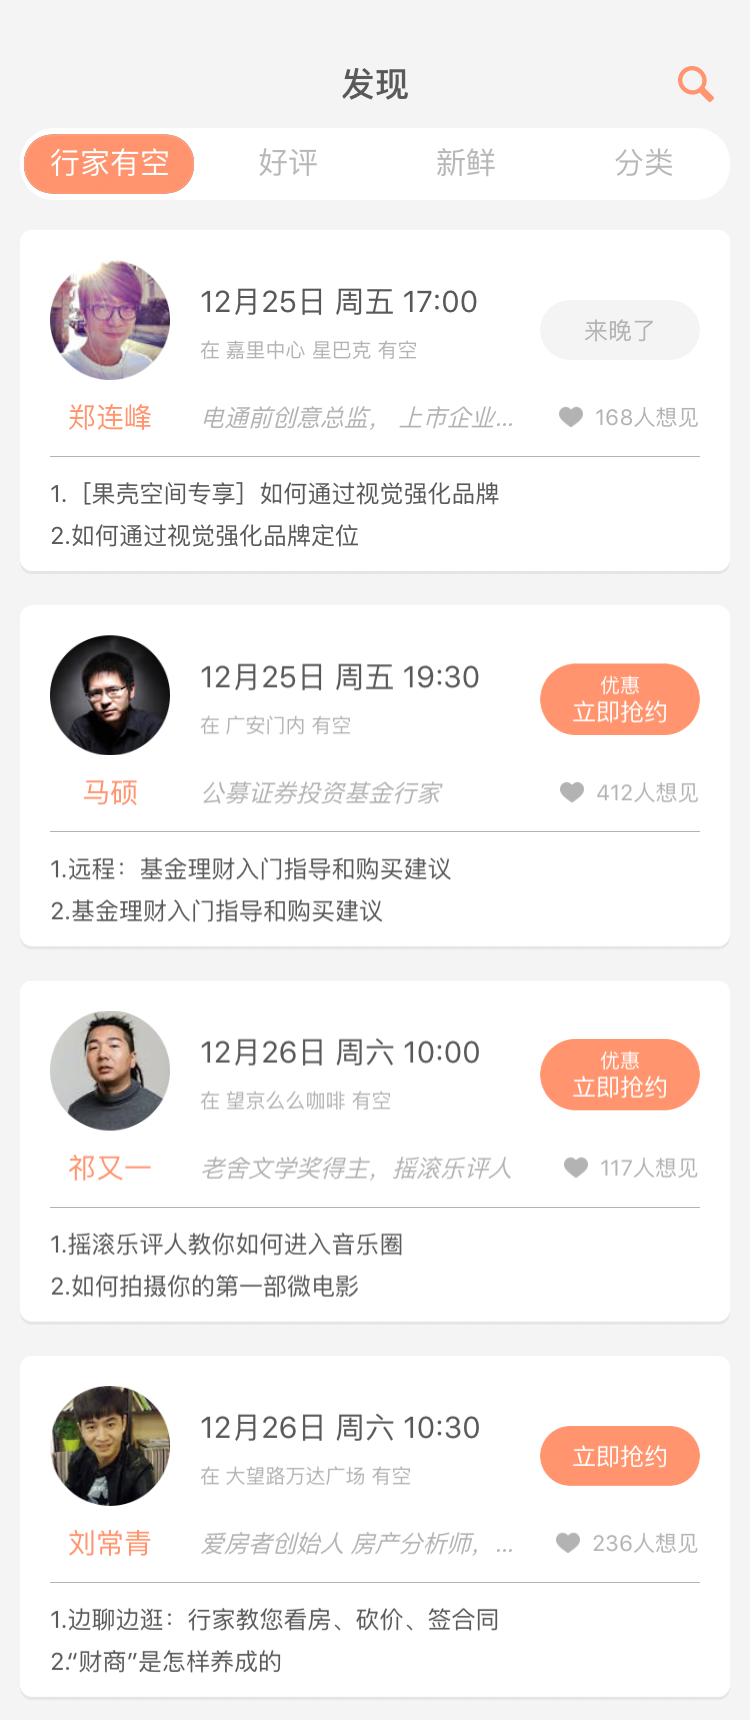 发现
行家有空 好评 新鲜 分类
12月25日 周五 17:00
在 嘉里中心 星巴克 有空
来晚了
郑连峰
电通前创意总监， 上市企业...
168人想见
1.［果壳空间专享］如何通过视觉强化品牌
2.如何通过视觉强化品牌定位
12月25日 周五 19:30
在 广安门内 有空
优惠
立即抢约
马硕
公募证券投资基金行家
412人想见
1.远程：基金理财入门指导和购买建议
2.基金理财入门指导和购买建议
12月26日 周六 10:00
在 望京么么咖啡 有空
优惠
立即抢约
祁又一
老舍文学奖得主，摇滚乐评人
117人想见
1.摇滚乐评人教你如何进入音乐圈
2.如何拍摄你的第一部微电影
12月26日 周六 10:30
在 大望路万达广场 有空
立即抢约
刘常青
爱房者创始人 房产分析师，...
236人想见
1.边聊边逛：行家教您看房、砍价、签合同
2.“财商”是怎样养成的